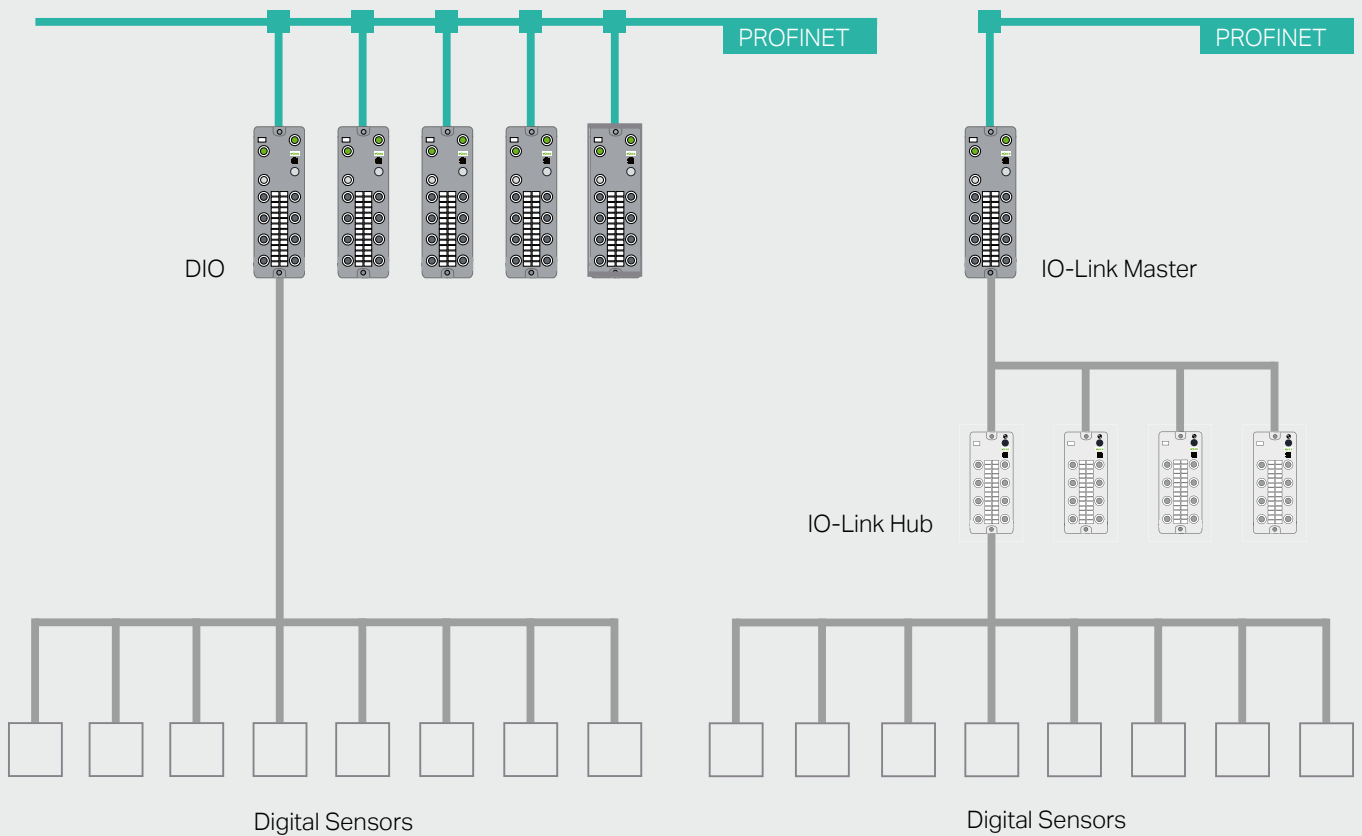 PROFINET
PROFINET
DIO
IO-Link Master
IO-Link Hub
Digital Sensors
Digital Sensors